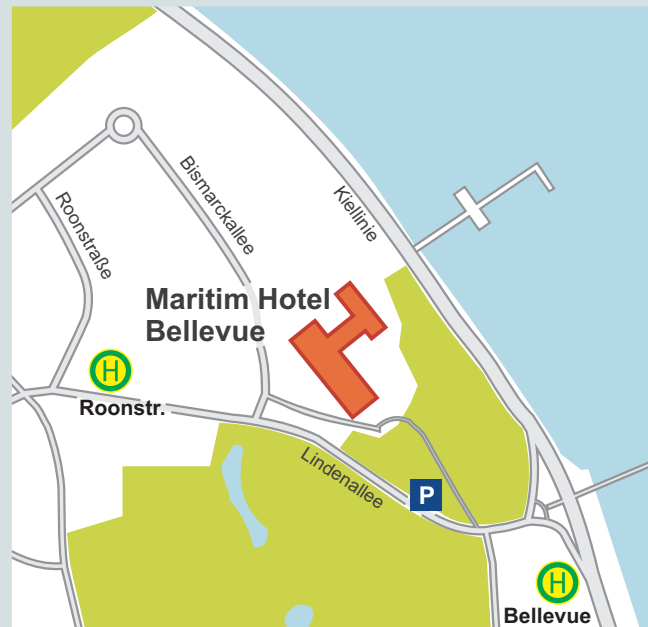 Bismarckallee
Roonstraße
Kiellinie
Maritim Hotel
Bellevue
H
Roonstr.
Lindenallee
P
H
Bellevue